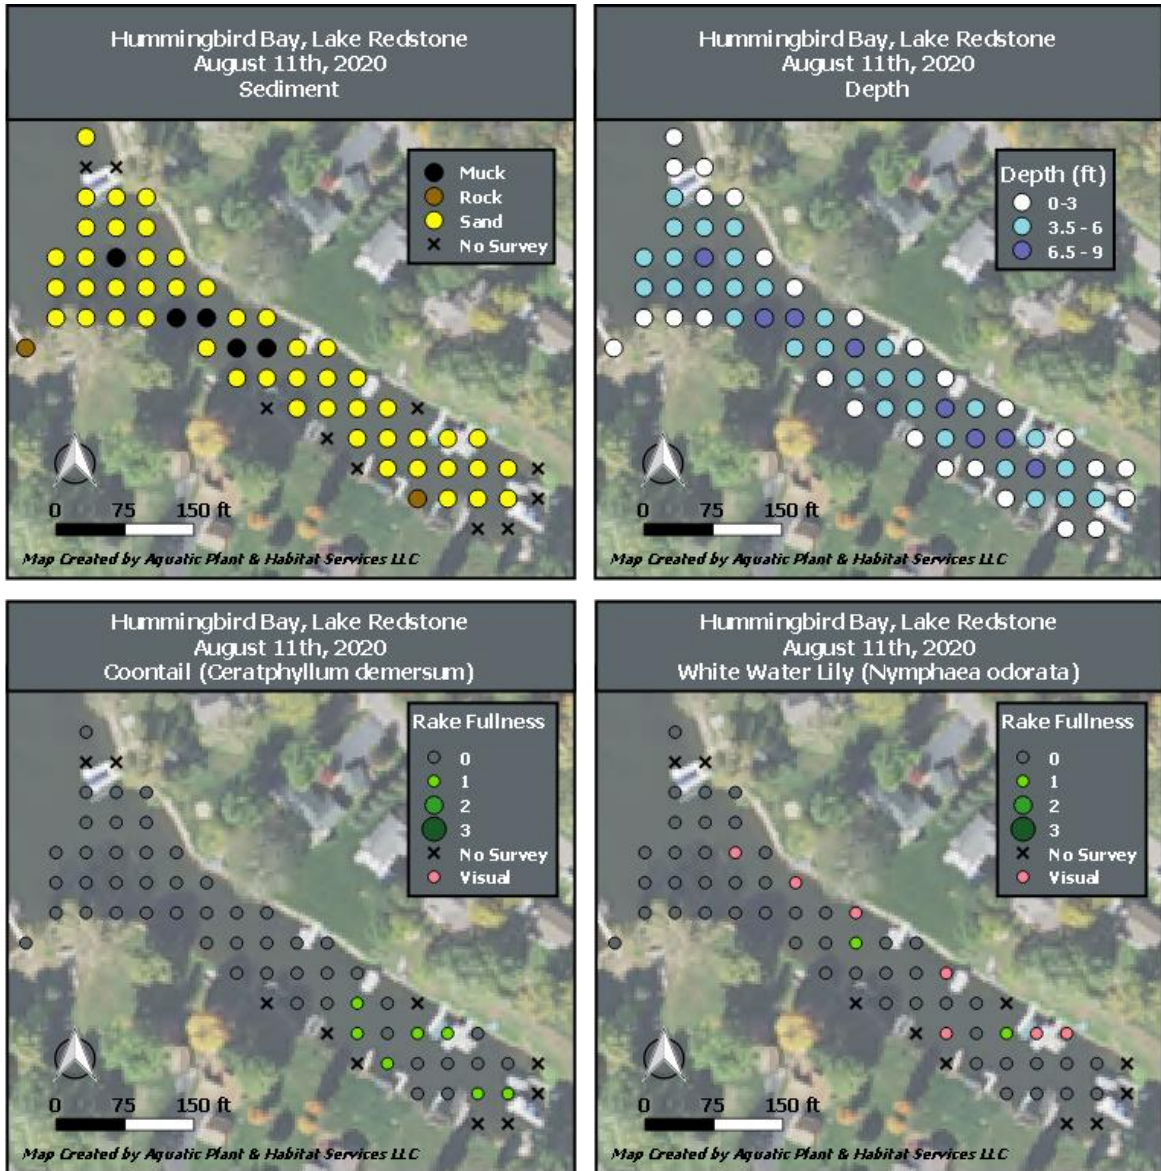 Hummingbird Bay, Lake Redstone
August 11th, 2020
Sediment
Muck
Rock
Sand
No Survey
0 75 150 ft
Map Created by Aquatic Plant & Habitat Services LLC
Hummingbird Bay, Lake Redstone
August 11th, 2020
Depth
Depth (ft)
0-3
3.5 - 6
6.5 - 9
0 75 150 ft
Map Created by Aquatic Plant & Habitat Services LLC
Hummingbird Bay, Lake Redstone
August 11th, 2020
Coontail (Ceratphyllum demersum)
Rake Fullness
0
1
2
3
No Survey
Visual
0 75 150 ft
Map Created by Aquatic Plant & Habitat Services LLC
Hummingbird Bay, Lake Redstone
August 11th, 2020
White Water Lily (Nymphaea odorata)
Rake Fullness
0
1
2
3
No Survey
Visual
0 75 150 ft
Map Created by Aquatic Plant & Habitat Services LLC